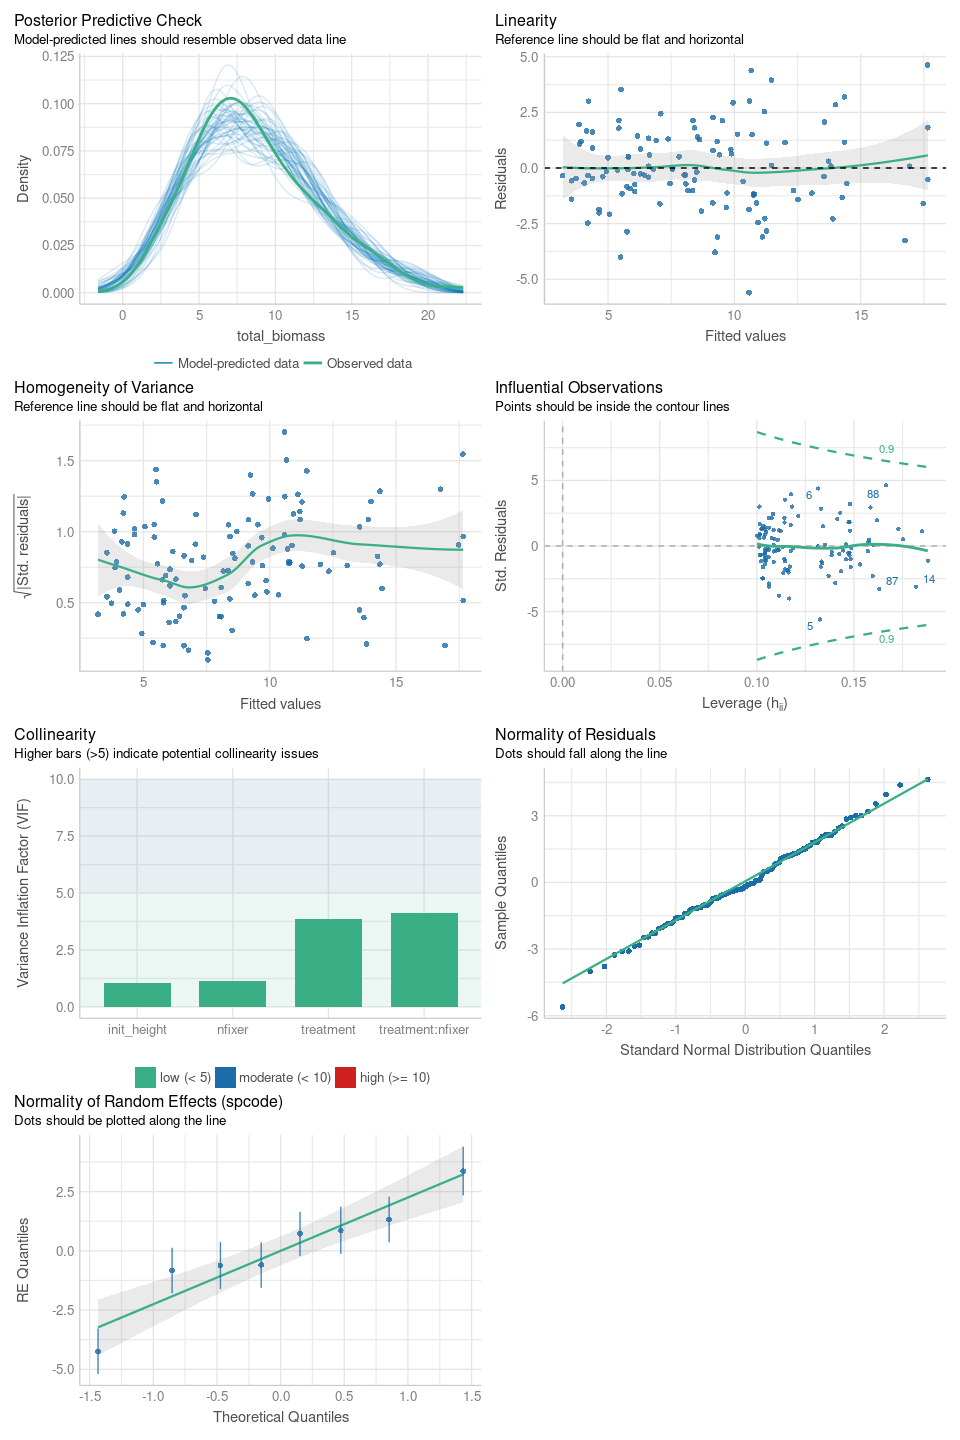 Posterior Predictive Check
Model-predicted lines should resemble observed data line
0.125
0.100
0.075
0.050
0.025
0.000
Density
0
5
10
15
20
total_biomass
Model-predicted data
Observed data
Linearity
Reference line should be flat and horizontal
5.0
2.5
0.0
-2.5
-5.0
Residuals
5
10
15
Fitted values
Homogeneity of Variance
Reference line should be flat and horizontal
1.5
1.0
0.5
√|Std. residuals|
5
10
15
Fitted values
Influential Observations
Points should be inside the contour lines
5
0
-5
Std. Residuals
0.9
6
88
87
14
5
0.9
0.00
0.05
0.10
0.15
Leverage (hii)
Collinearity
Higher bars (>5) indicate potential collinearity issues
10.0
7.5
5.0
2.5
0.0
Variance Inflation Factor (VIF)
init_height
nfixer
treatment
treatment:nfixer
low (< 5)
moderate (< 10)
high (>= 10)
Normality of Residuals
Dots should fall along the line
3
0
-3
-6
Sample Quantiles
-2
-1
0
1
2
Standard Normal Distribution Quantiles
Normality of Random Effects (spcode)
Dots should be plotted along the line
2.5
0.0
-2.5
-5.0
RE Quantiles
-1.5
-1.0
-0.5
0.0
0.5
1.0
1.5
Theoretical Quantiles